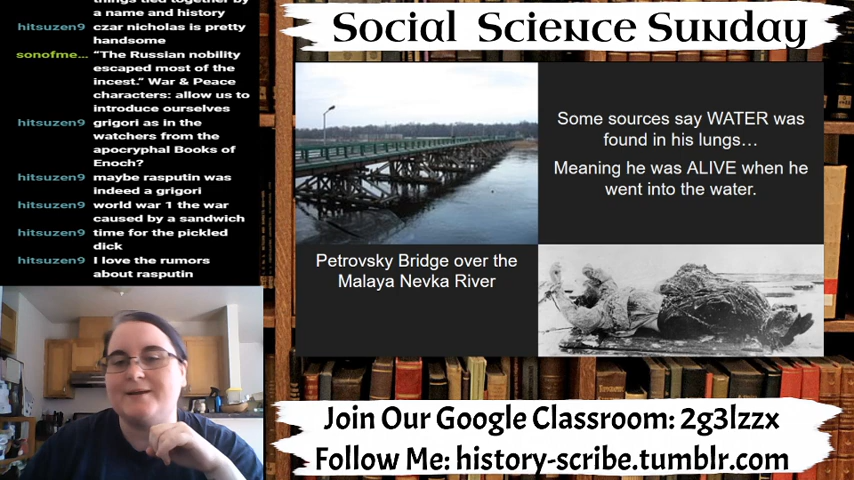 things tied together by
a name and history
hitsuzen9 czar nicholas is pretty
handsome
sonofme... "The Russian nobility
escaped most of the
incest." War & Peace
characters: allow us to
introduce ourselves
hitsuzen9 grigori as in the
watchers from the
apocryphal Books of
Enoch?
hitsuzen9 maybe rasputin was
indeed a grigori
hitsuzen9 world war 1 the war
caused by a sandwich
hitsuzen9 time for the pickled
dick
hitsuzen9 I love the rumors
about rasputin
Social Science Sunday
Some sources say WATER was
found in his lungs...
Meaning he was ALIVE when he
went into the water.
Petrovsky Bridge over the
Malaya Nevka River
Join Our Google Classroom: 2g3lzzx
Follow Me: history-scribe.tumblr.com